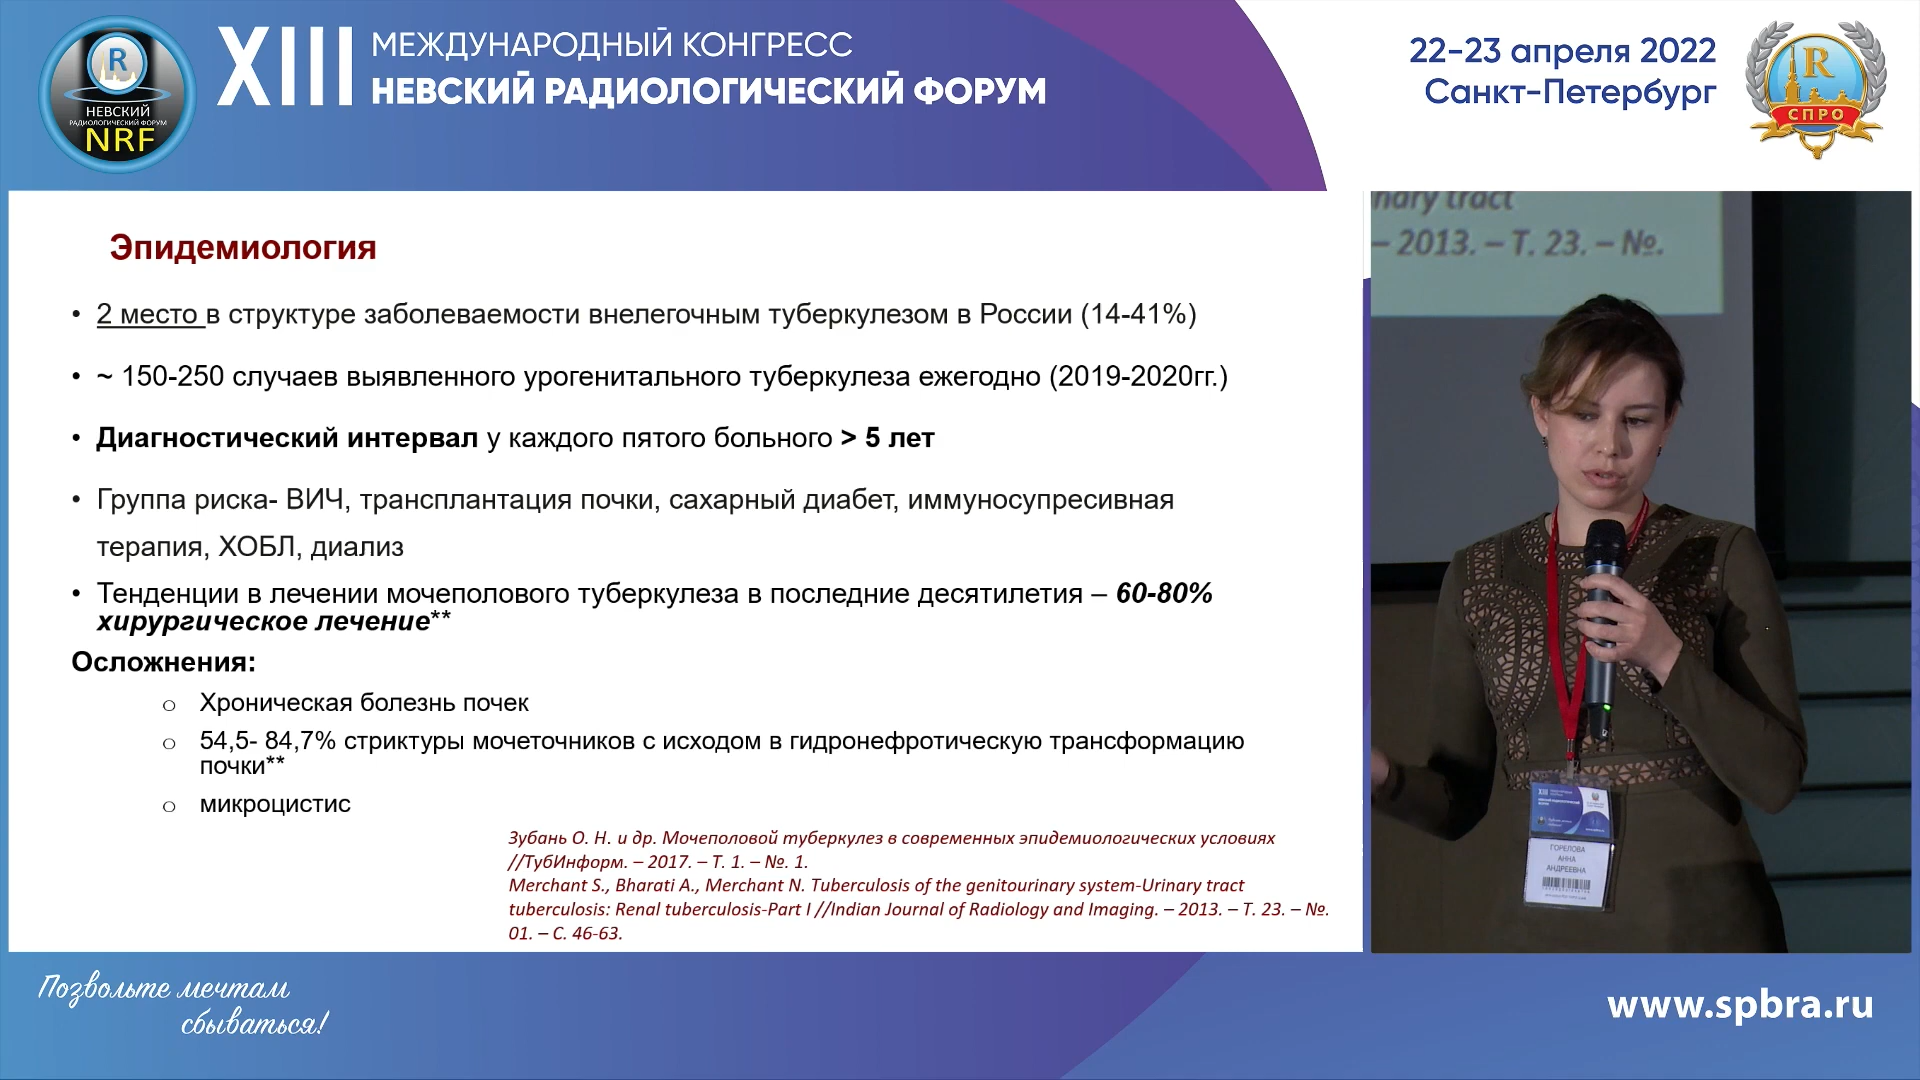 R
НЕВСКИЙ
РАДИОЛОГИЧЕСКИЙ ФОРУМ
NRF
XIII
МЕЖДУНАРОДНЫЙ КОНГРЕСС
НЕВСКИЙ РАДИОЛОГИЧЕСКИЙ ФОРУМ
22-23 апреля 2022
Санкт-Петербург
R
СПРО
Эпидемиология
• 2 место в структуре заболеваемости внелегочным туберкулезом в России (14-41%)
• ~ 150-250 случаев выявленного урогенитального туберкулеза ежегодно (2019-2020гг.)
• Диагностический интервал у каждого пятого больного > 5 лет
• Группа риска- ВИЧ, трансплантация почки, сахарный диабет, иммуносупресивная
терапия, ХОБЛ, диализ
• Тенденции в лечении мочеполового туберкулеза в последние десятилетия – 60-80%
хирургическое лечение**
Осложнения:
o Хроническая болезнь почек
o 54,5- 84,7% стриктуры мочеточников с исходом в гидронефротическую трансформацию
почки**
o микроцистис
Зубань О. Н. и др. Мочеполовой туберкулез в современных эпидемиологических условиях
//ТубИнформ. – 2017. – Т. 1. – №. 1.
Merchant S., Bharati A., Merchant N. Tuberculosis of the genitourinary system-Urinary tract
tuberculosis: Renal tuberculosis-Part I //Indian Journal of Radiology and Imaging. – 2013. – Т. 23. – №.
01. – С. 46-63.
nary tract
– 2013. – Т. 23. – №.
XIII
ГОРЕЛОВА
АННА
АНДРЕЕВНА
Позвольте мечтам
сбываться!
www.spbra.ru